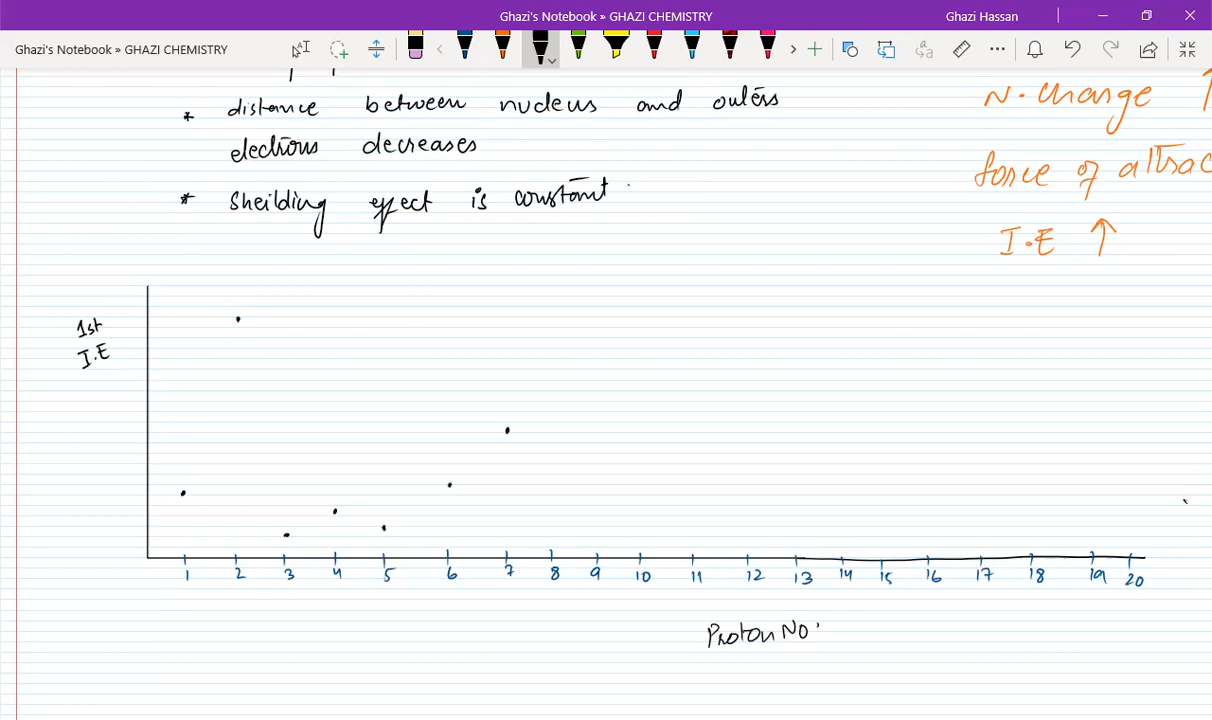 Ghazi's Notebook » GHAZI CHEMISTRY
Ghazi Hassan
Ghazi's Notebook » GHAZI CHEMISTRY
* distance between nucleus and outers
electrons decreases
* Sheilding effect is constant
N. Charge ↑
force of attrac
I.E ↑
1st
I.E
1 2 3 4 5 6 7 8 9 10 11 12 13 14 15 16 17 18 19 20
Proton No.